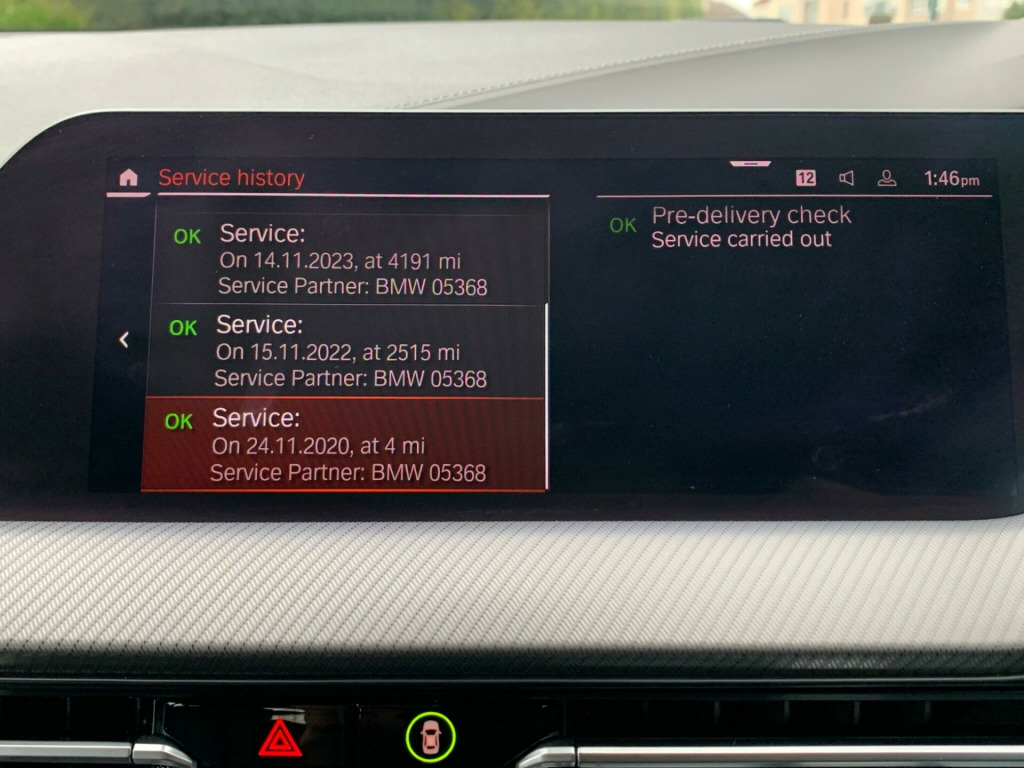 Service history
12
1:46pm
OK Service:
On 14.11.2023, at 4191 mi
Service Partner: BMW 05368
OK Service:
On 15.11.2022, at 2515 mi
Service Partner: BMW 05368
OK Service:
On 24.11.2020, at 4 mi
Service Partner: BMW 05368
OK Pre-delivery check
Service carried out